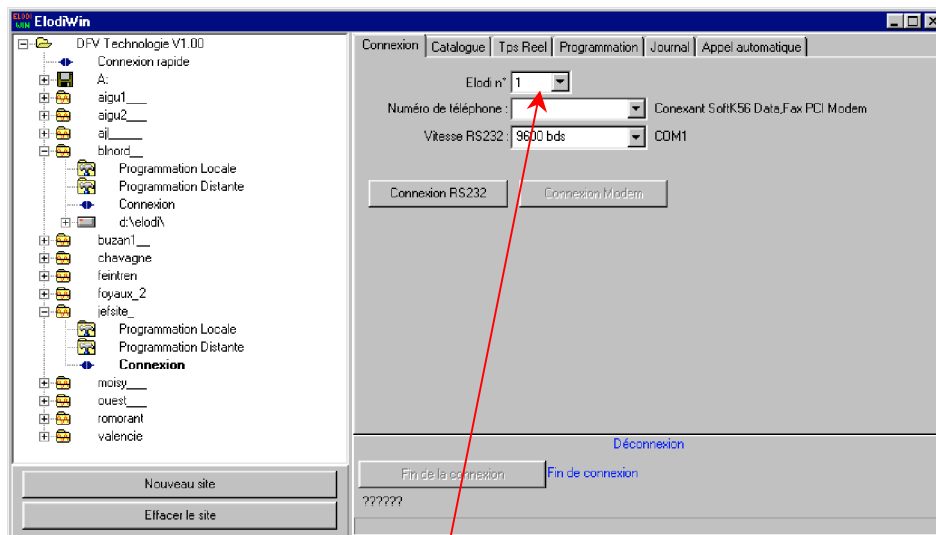 ELODI WIN ElodiWin
DFV Technologie V1.00
Connexion rapide
A:
aigu1___
aigu2___
ajl_____
blnord__
Programmation Locale
Programmation Distante
Connexion
d:\elodi\
buzan1__
chavagne
feintren
foyaux_2
jefsite_
Programmation Locale
Programmation Distante
Connexion
moisy___
ouest___
romorant
valencie
Nouveau site
Effacer le site
Connexion Catalogue Tps Reel Programmation Journal Appel automatique
Elodi n° 1
Numéro de téléphone : Conexant SoftK56 Data,Fax PCI Modem
Vitesse RS232 : 9600 bds COM1
Connexion RS232 Connexion Modem
Déconnexion
Fin de la connexion Fin de connexion
??????